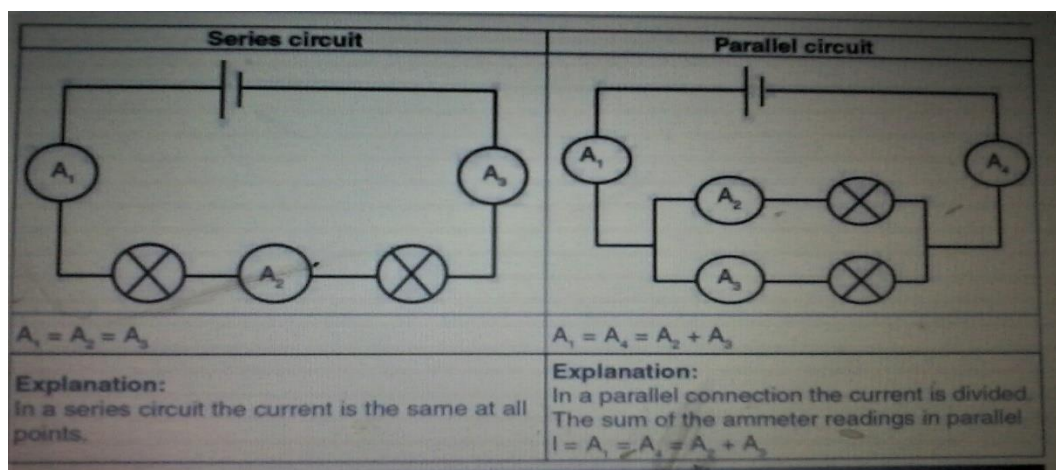 Series circuit
Parallel circuit
A₁
A₃
A₂
A₁
A₄
A₂
A₃
A₁ = A₂ = A₃
A₁ = A₄ = A₂ + A₃
Explanation:
In a series circuit the current is the same at all
points.
Explanation:
In a parallel connection the current is divided.
The sum of the ammeter readings in parallel
I = A₁ = A₄ = A₂ + A₃